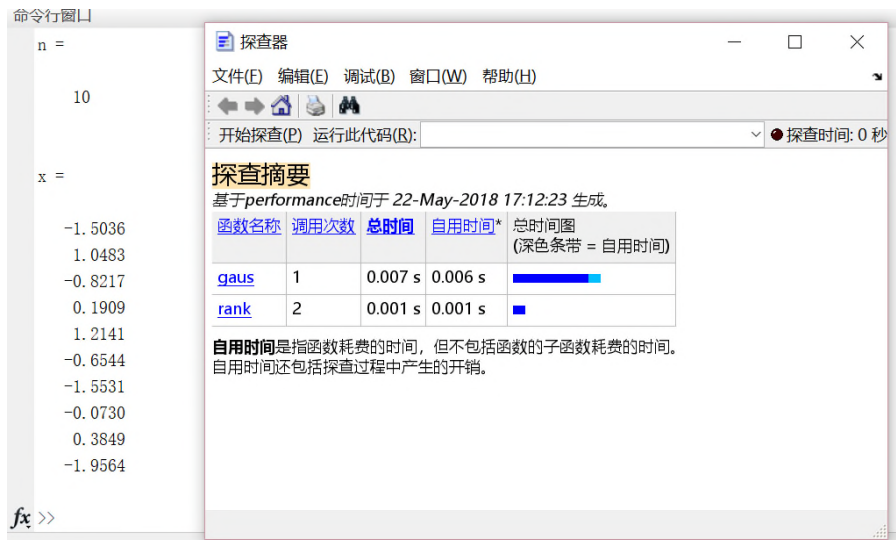 命令行窗口
n =
10
x =
-1.5036
1.0483
-0.8217
0.1909
1.2141
-0.6544
-1.5531
-0.0730
0.3849
-1.9564
fx >>
探查器
文件(F) 编辑(E) 调试(B) 窗口(W) 帮助(H)
开始探查(P) 运行此代码(R): 探查时间: 0 秒
探查摘要
基于performance时间于 22-May-2018 17:12:23 生成。
函数名称 调用次数 总时间 自用时间* 总时间图
(深色条带 = 自用时间)
gaus 1 0.007 s 0.006 s
rank 2 0.001 s 0.001 s
自用时间是指函数耗费的时间，但不包括函数的子函数耗费的时间。
自用时间还包括探查过程中产生的开销。